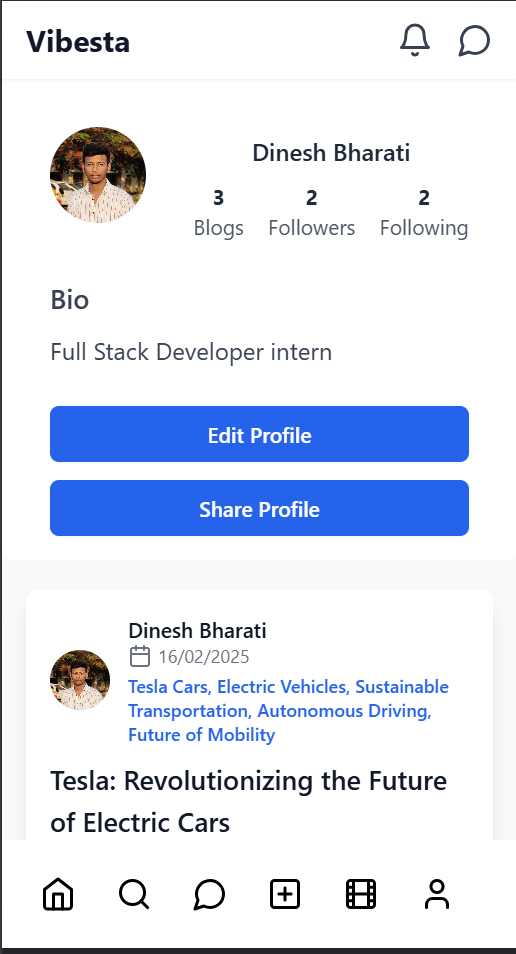 Vibesta
Dinesh Bharati
3 2 2
Blogs Followers Following
Bio
Full Stack Developer intern
Edit Profile
Share Profile
Dinesh Bharati
16/02/2025
Tesla Cars, Electric Vehicles, Sustainable
Transportation, Autonomous Driving,
Future of Mobility
Tesla: Revolutionizing the Future
of Electric Cars